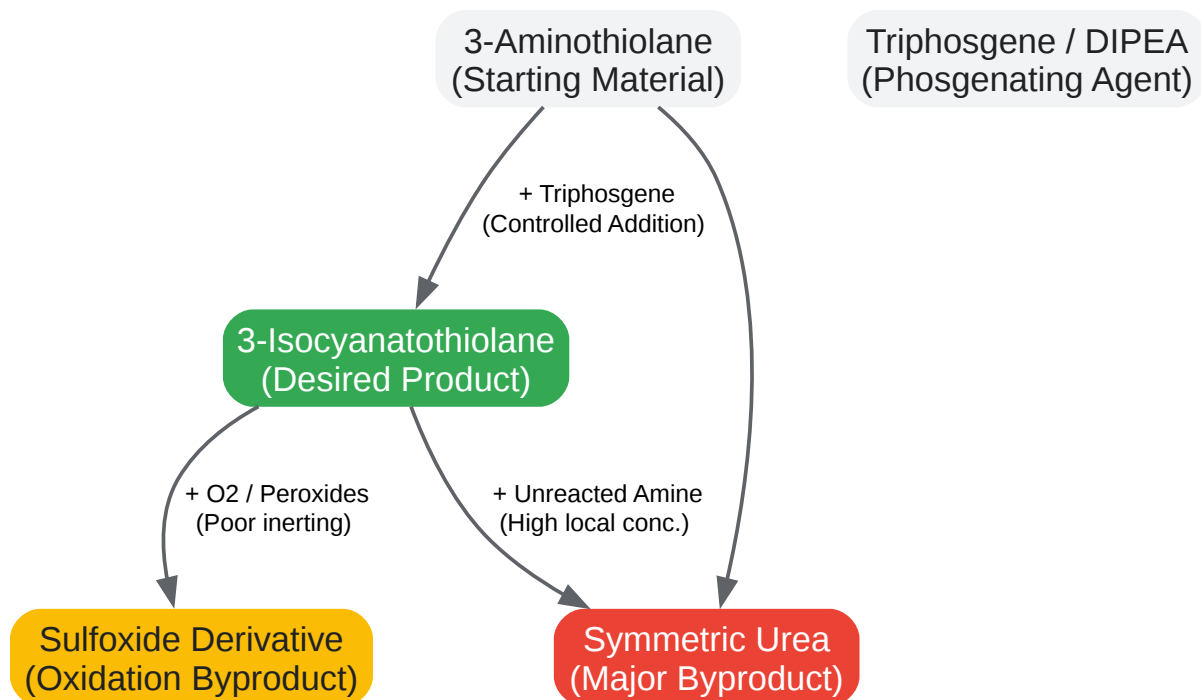 3-Aminothiolane
(Starting Material)
Triphosgene / DIPEA
(Phosgenating Agent)
+ Triphosgene
(Controlled Addition)
3-Isocyanatothiolane
(Desired Product)
+ O2 / Peroxides
(Poor inerting)
+ Unreacted Amine
(High local conc.)
Sulfoxide Derivative
(Oxidation Byproduct)
Symmetric Urea
(Major Byproduct)